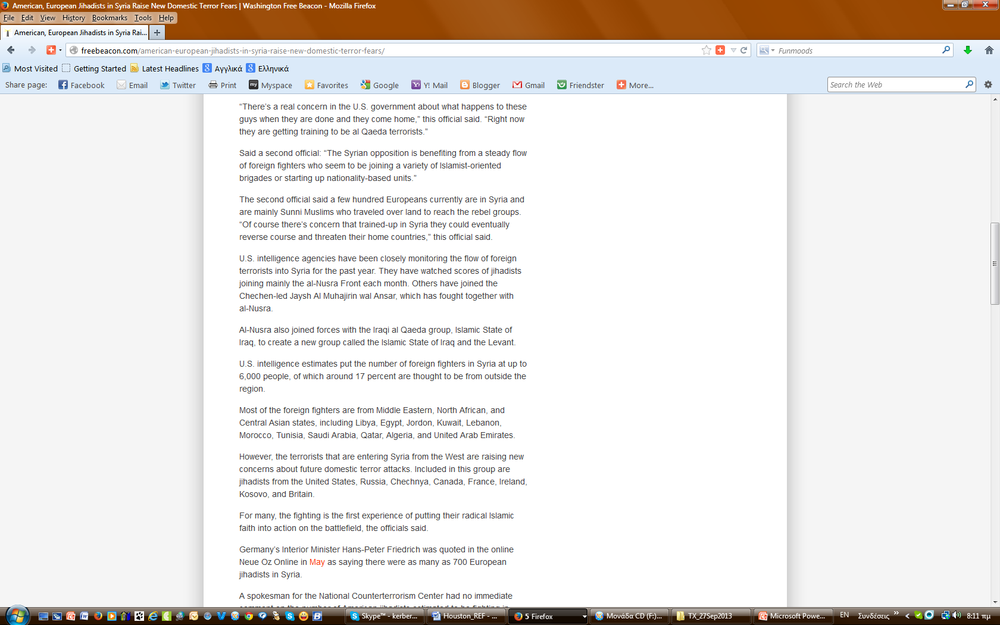 American, European Jihadists in Syria Raise New Domestic Terror Fears | Washington Free Beacon - Mozilla Firefox
File Edit View History Bookmarks Tools Help
American, European Jihadists in Syria Rai...
freebeacon.com/american-european-jihadists-in-syria-raise-new-domestic-terror-fears/
Funmoods
Most Visited Getting Started Latest Headlines Αγγλικά Ελληνικά
Share page: Facebook Email Twitter Print Myspace Favorites Google Y! Mail Blogger Gmail Friendster More... Search the Web
“There’s a real concern in the U.S. government about what happens to these
guys when they are done and they come home,” this official said. “Right now
they are getting training to be al Qaeda terrorists.”
Said a second official: “The Syrian opposition is benefiting from a steady flow
of foreign fighters who seem to be joining a variety of Islamist-oriented
brigades or starting up nationality-based units.”
The second official said a few hundred Europeans currently are in Syria and
are mainly Sunni Muslims who traveled over land to reach the rebel groups.
“Of course there’s concern that trained-up in Syria they could eventually
reverse course and threaten their home countries,” this official said.
U.S. intelligence agencies have been closely monitoring the flow of foreign
terrorists into Syria for the past year. They have watched scores of jihadists
joining mainly the al-Nusra Front each month. Others have joined the
Chechen-led Jaysh Al Muhajirin wal Ansar, which has fought together with
al-Nusra.
Al-Nusra also joined forces with the Iraqi al Qaeda group, Islamic State of
Iraq, to create a new group called the Islamic State of Iraq and the Levant.
U.S. intelligence estimates put the number of foreign fighters in Syria at up to
6,000 people, of which around 17 percent are thought to be from outside the
region.
Most of the foreign fighters are from Middle Eastern, North African, and
Central Asian states, including Libya, Egypt, Jordon, Kuwait, Lebanon,
Morocco, Tunisia, Saudi Arabia, Qatar, Algeria, and United Arab Emirates.
However, the terrorists that are entering Syria from the West are raising new
concerns about future domestic terror attacks. Included in this group are
jihadists from the United States, Russia, Chechnya, Canada, France, Ireland,
Kosovo, and Britain.
For many, the fighting is the first experience of putting their radical Islamic
faith into action on the battlefield, the officials said.
Germany’s Interior Minister Hans-Peter Friedrich was quoted in the online
Neue Oz Online in May as saying there were as many as 700 European
jihadists in Syria.
A spokesman for the National Counterterrorism Center had no immediate
comment on the number of American jihadists estimated to be fighting in
Skype™ - kerber... Houston_REF - ... 5 Firefox Μονάδα CD (F:)... TX_27Sep2013 Microsoft Powe... EN Συνδέσεις 8:11 πμ